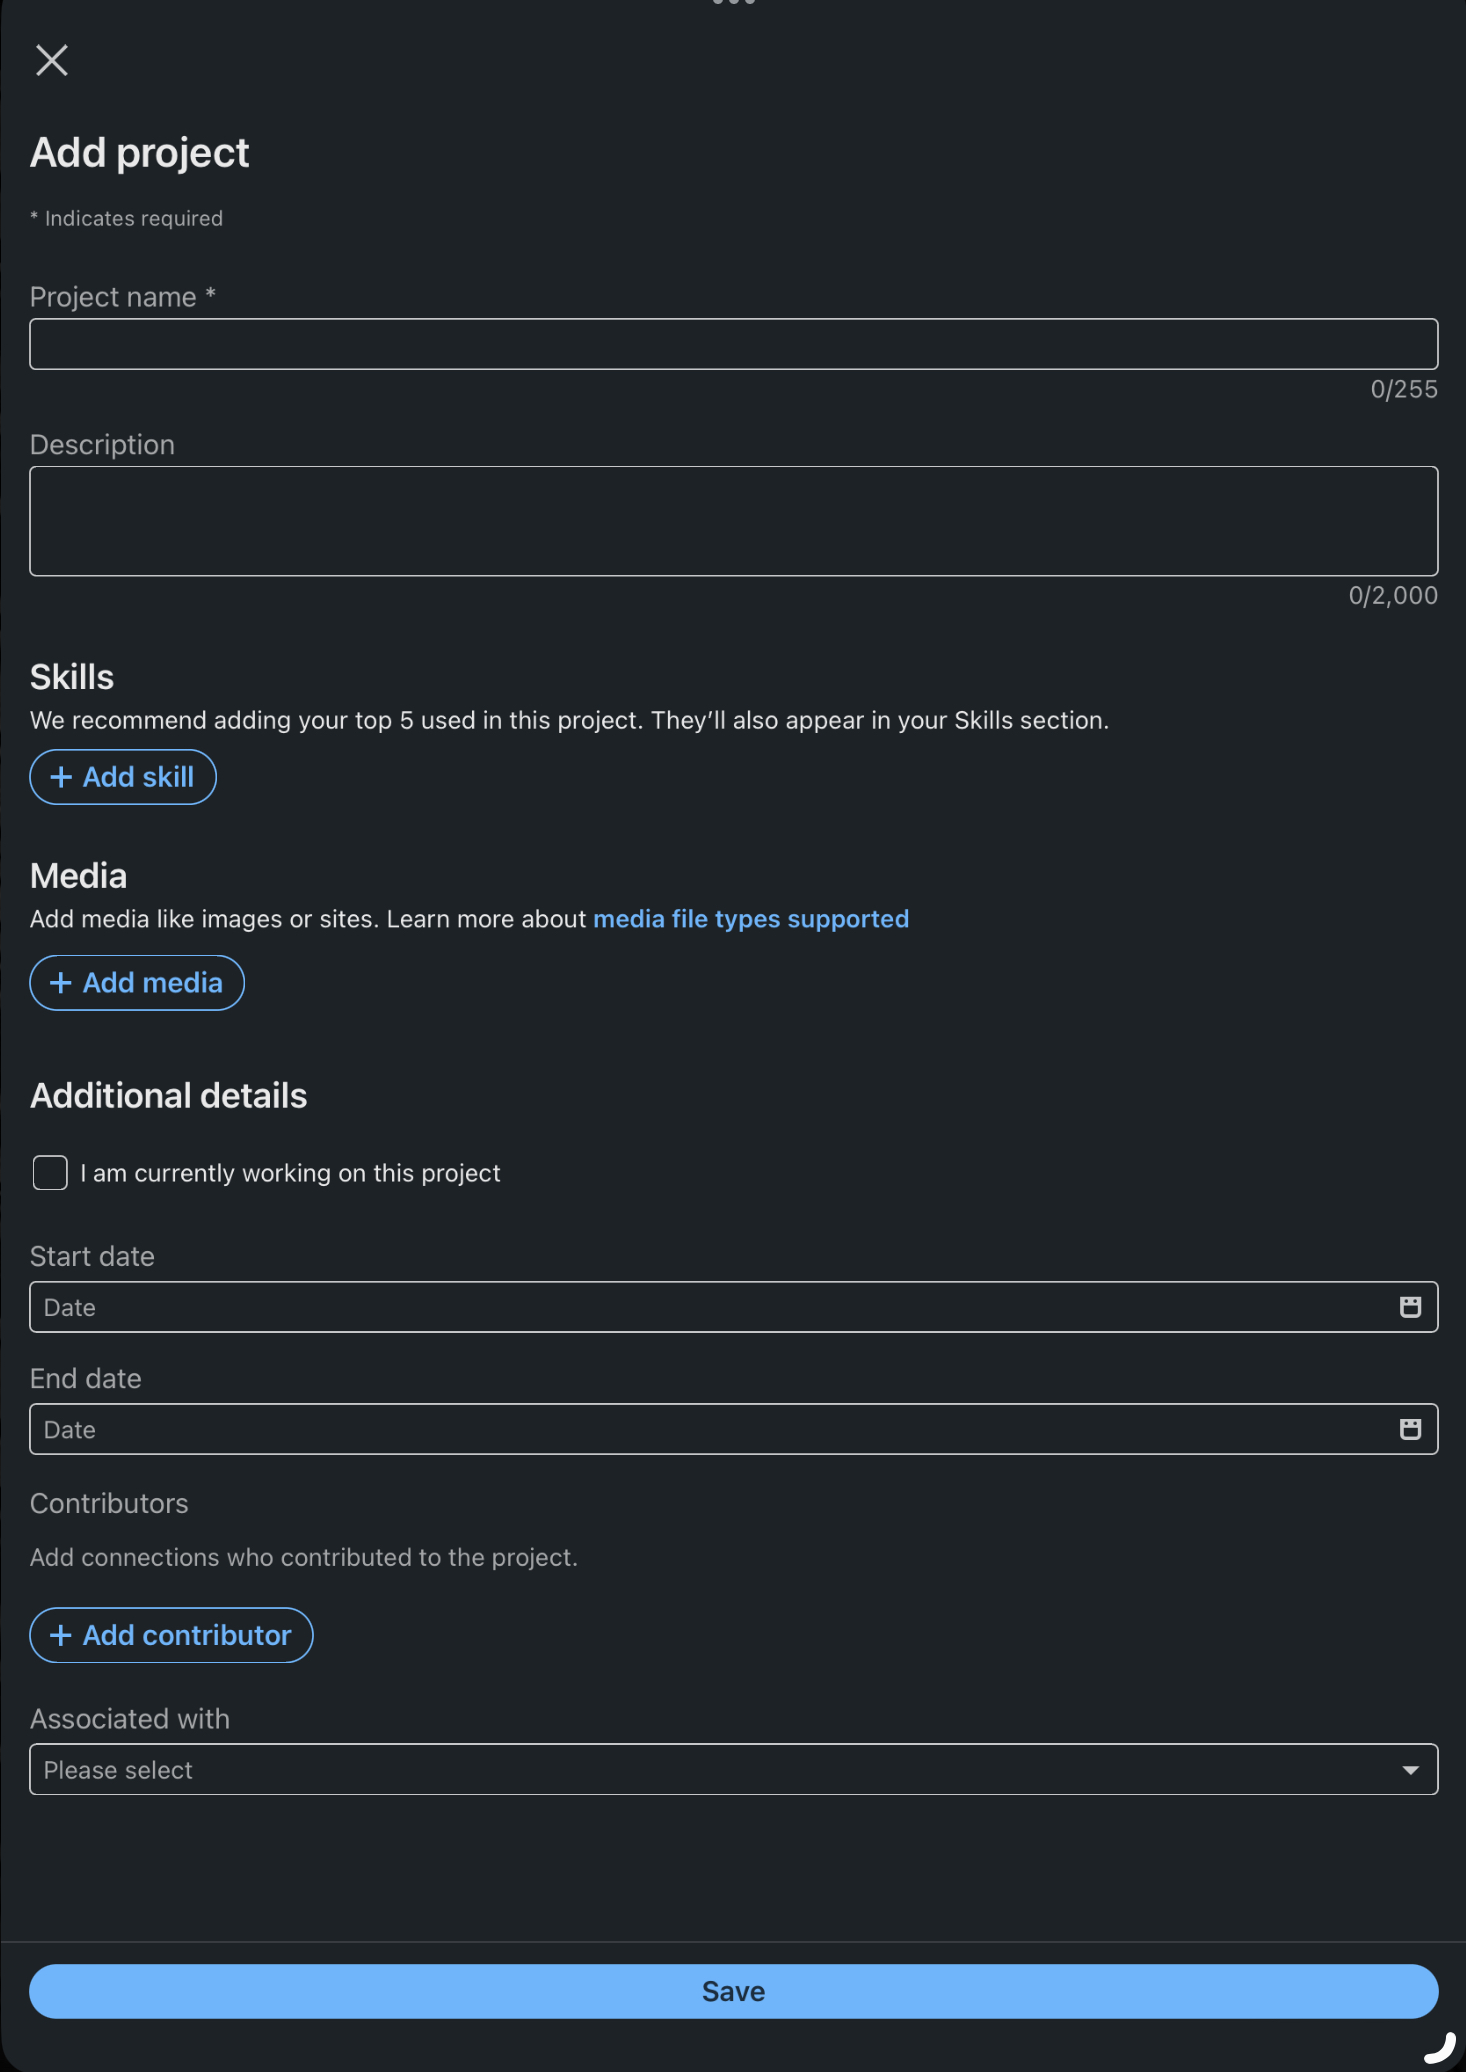 Add project
* Indicates required
Project name *
0/255
Description
0/2,000
Skills
We recommend adding your top 5 used in this project. They’ll also appear in your Skills section.
+ Add skill
Media
Add media like images or sites. Learn more about media file types supported
+ Add media
Additional details
I am currently working on this project
Start date
Date
End date
Date
Contributors
Add connections who contributed to the project.
+ Add contributor
Associated with
Please select
Save